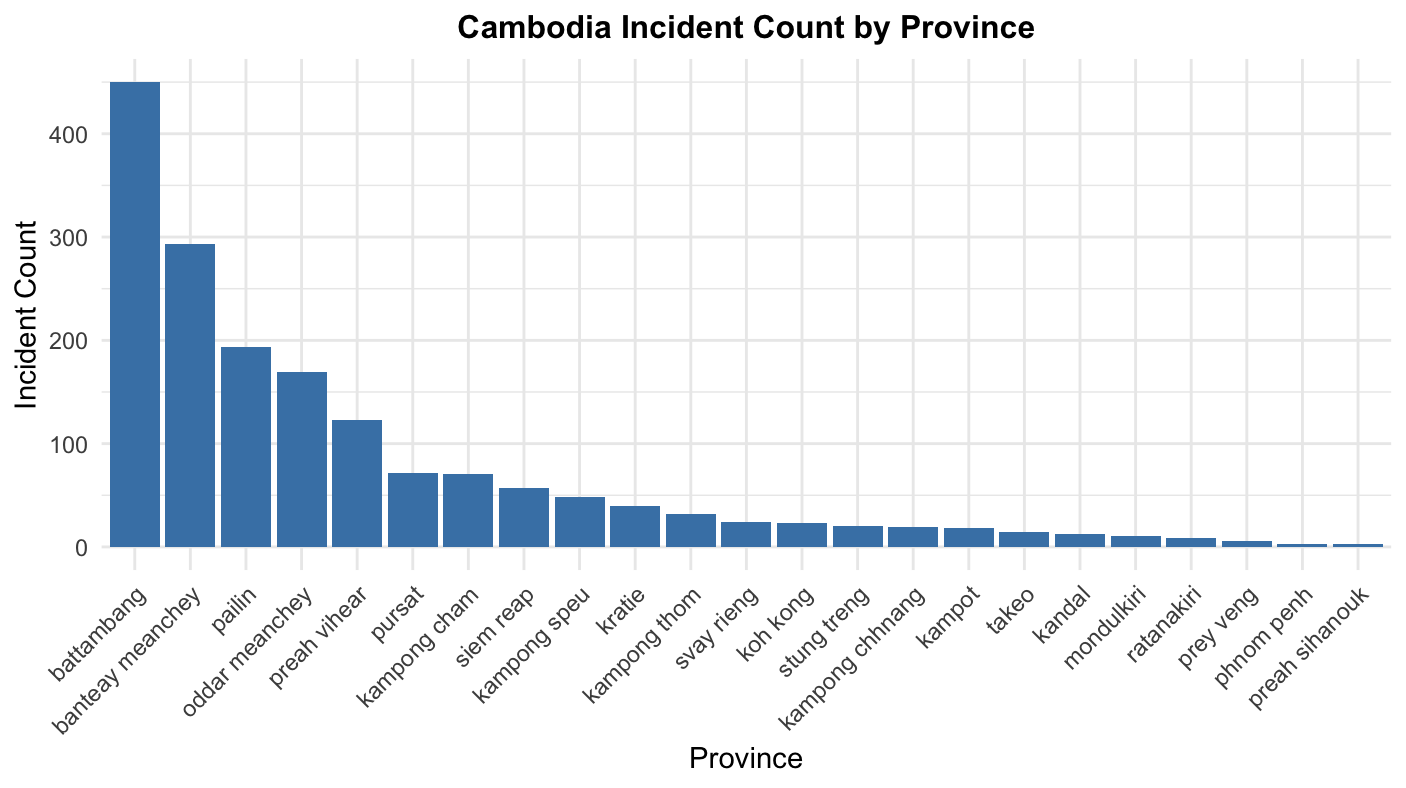 Cambodia Incident Count by Province
Incident Count
400
300
200
100
0
battambang
banteay meanchey
pailin
oddar meanchey
preah vihear
pursat
kampong cham
siem reap
kampong speu
kratie
kampong thom
svay rieng
koh kong
stung treng
kampong chhnang
kampot
takeo
kandal
mondulkiri
ratanakiri
prey veng
phnom penh
preah sihanouk
Province